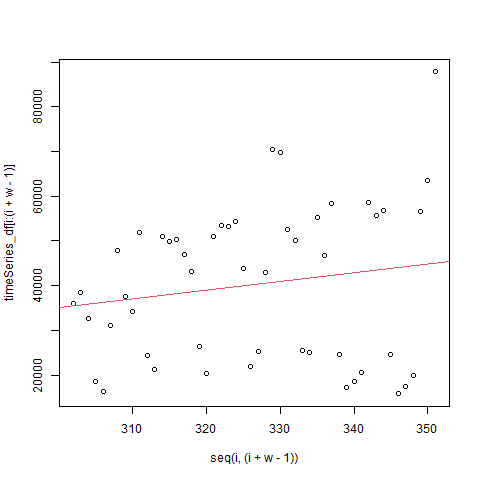 timeSeries_df[i:(i + w - 1)]
80000
60000
40000
20000
310 320 330 340 350
seq(i, (i + w - 1))